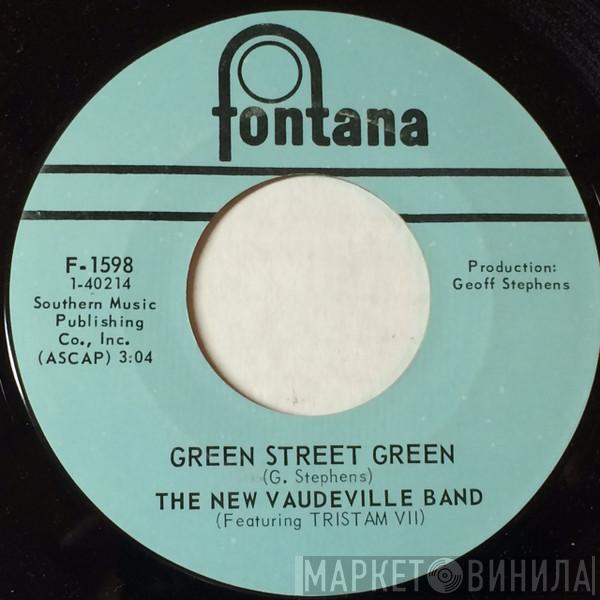 fontana
F-1598
1-40214
Southern Music
Publishing
Co., Inc.
(ASCAP) 3:04
Production:
Geoff Stephens
GREEN STREET GREEN
(G. Stephens)
THE NEW VAUDEVILLE BAND
(Featuring TRISTAM VII)
МАРКЕТ ВИНИЛА